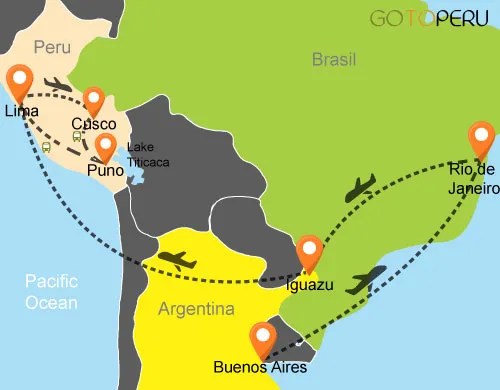 GOTOPERU
Peru
Brasil
Lima
Cusco
Lake
Titicaca
Puno
Rio de
Janeiro
Pacific
Ocean
Iguazu
Argentina
Buenos Aires